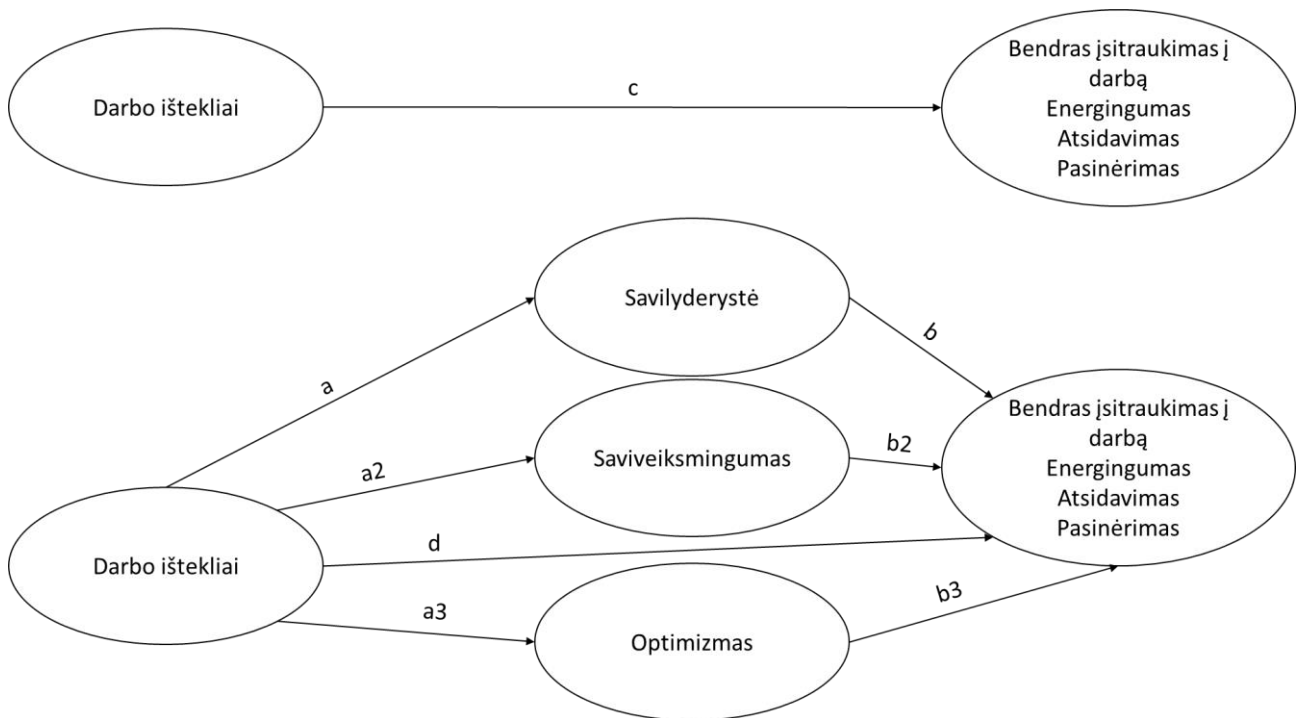 Darbo ištekliai
c
Bendras įsitraukimas į
darbą
Energingumas
Atsidavimas
Pasinėrimas
Savilyderystė
a
b
Saviveiksmingumas
a2
b2
Bendras įsitraukimas į
darbą
Energingumas
Atsidavimas
Pasinėrimas
Darbo ištekliai
d
a3
Optimizmas
b3